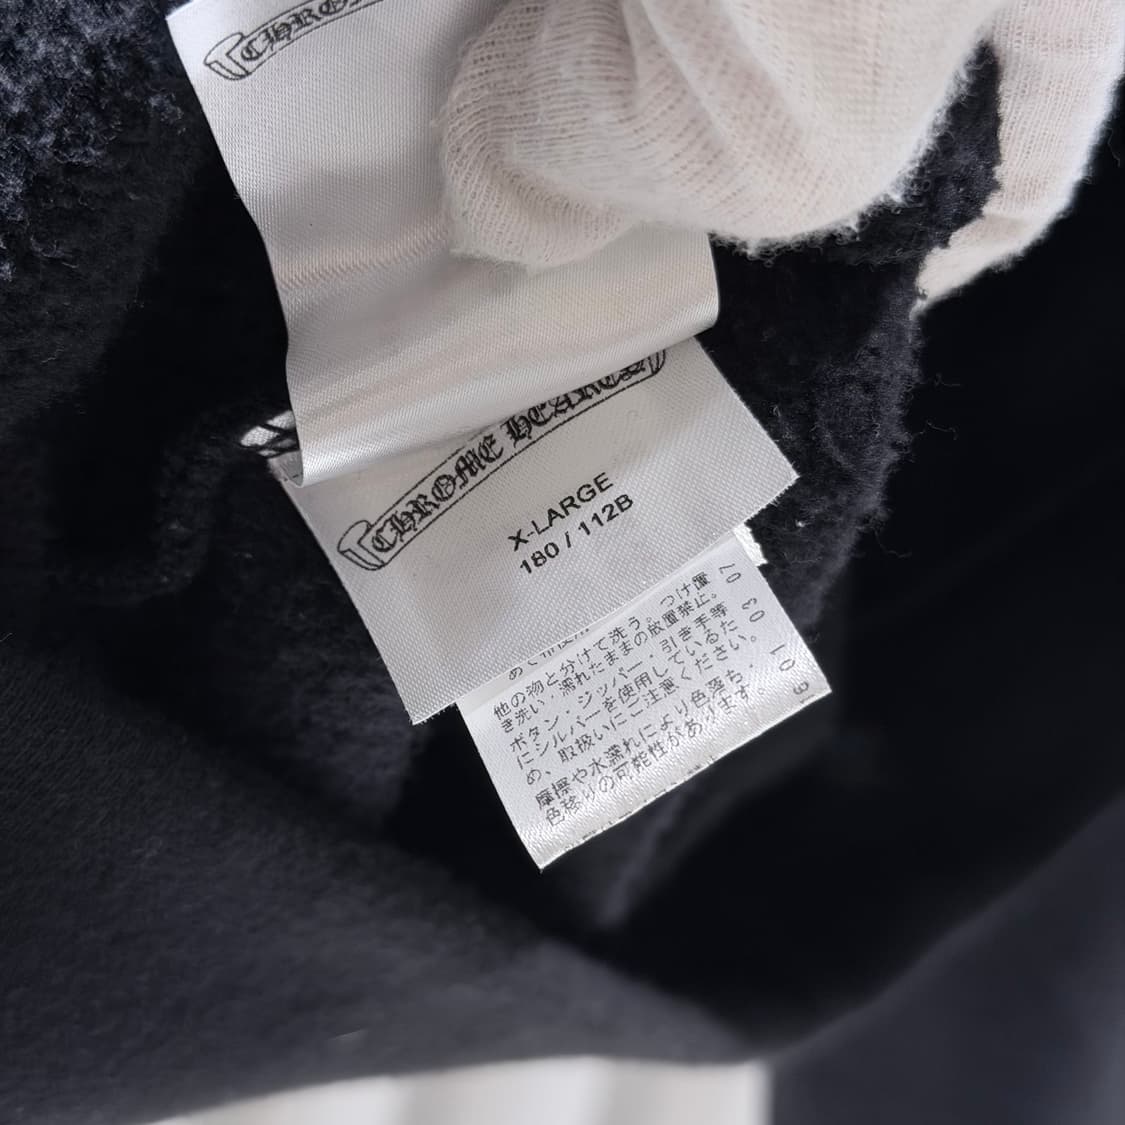 CHRO
CHROME HEARTS
X-LARGE
180 / 112B
他の物と分けて洗う。つけ置
き洗い・濡れたままの放置禁止。
ボタン・ジッパー・引き手等
にシルバーを使用しているた
め、取扱いにご注意ください。
摩擦や水濡れにより色落ち・
色移りの可能性があります。
01 03 07